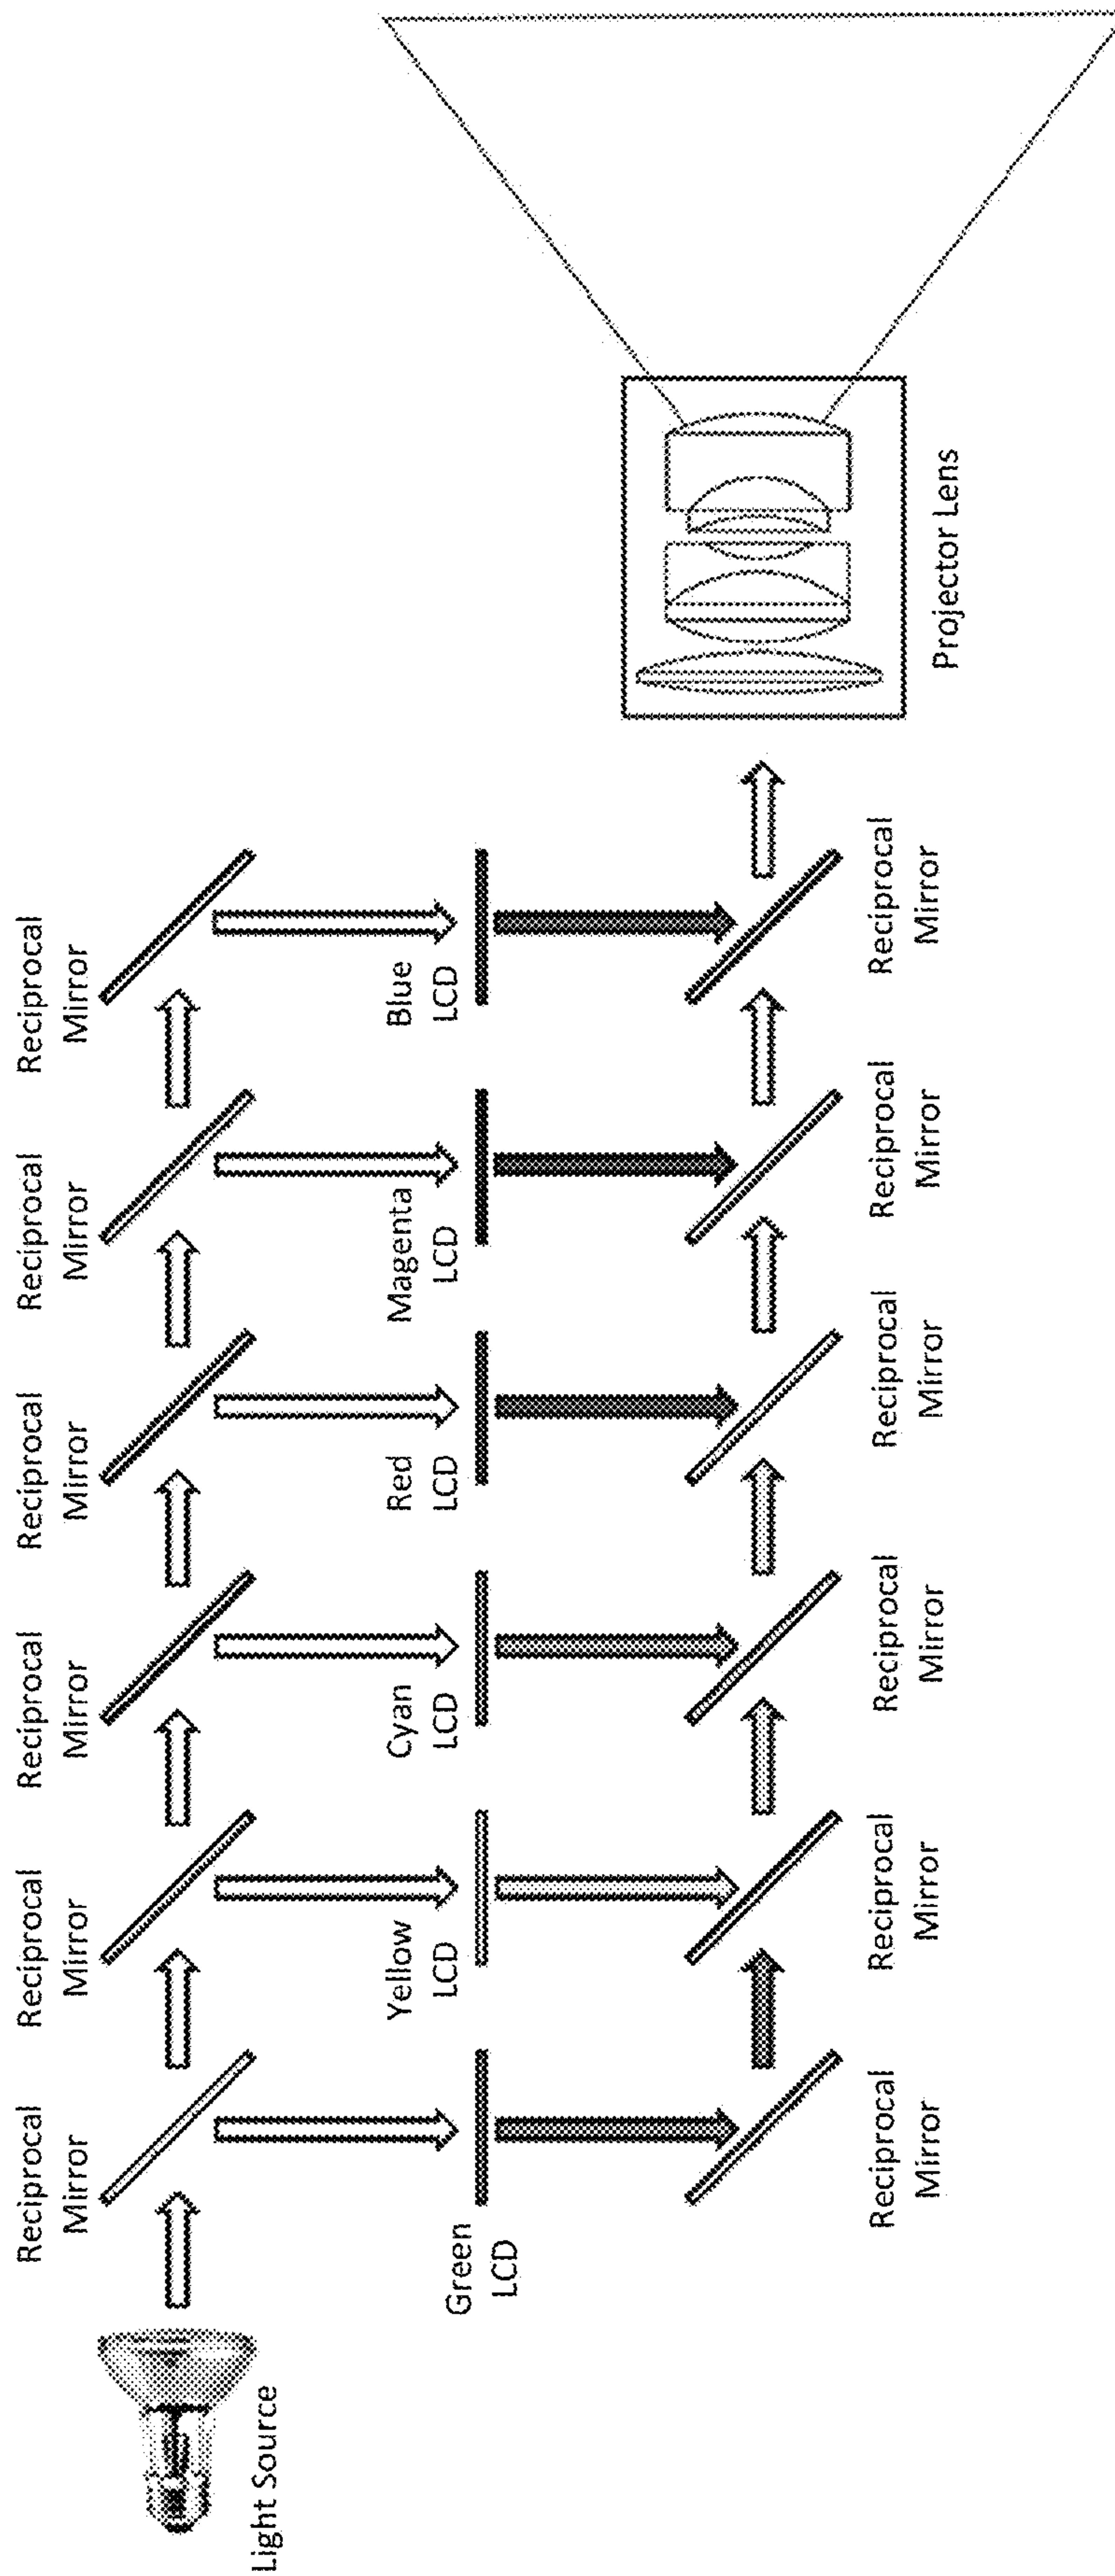 Reciprocal
Mirror
Reciprocal
Mirror
Reciprocal
Mirror
Reciprocal
Mirror
Reciprocal
Mirror
Reciprocal
Mirror
Light Source
Green
LCD
Yellow
LCD
Cyan
LCD
Red
LCD
Magenta
LCD
Blue
LCD
Reciprocal
Mirror
Reciprocal
Mirror
Reciprocal
Mirror
Reciprocal
Mirror
Reciprocal
Mirror
Reciprocal
Mirror
Projector Lens